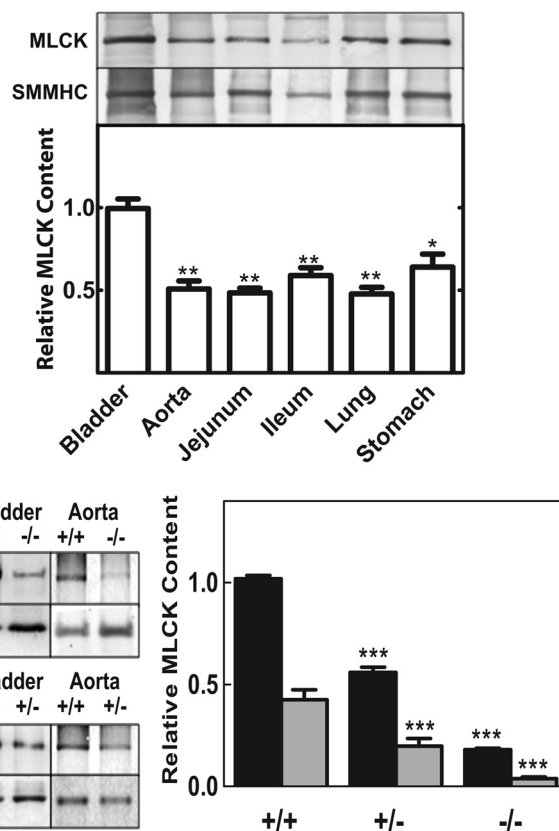 MLCK
SMMHC
Relative MLCK Content
1.0
0.5
**
**
**
**
*
Bladder
Aorta
Jejunum
Ileum
Lung
Stomach
dder Aorta
-/- +/+ -/-
dder Aorta
+/- +/+ +/-
Relative MLCK Content
1.0
0.5
0.0
***
***
***
***
+/+
+/-
-/-